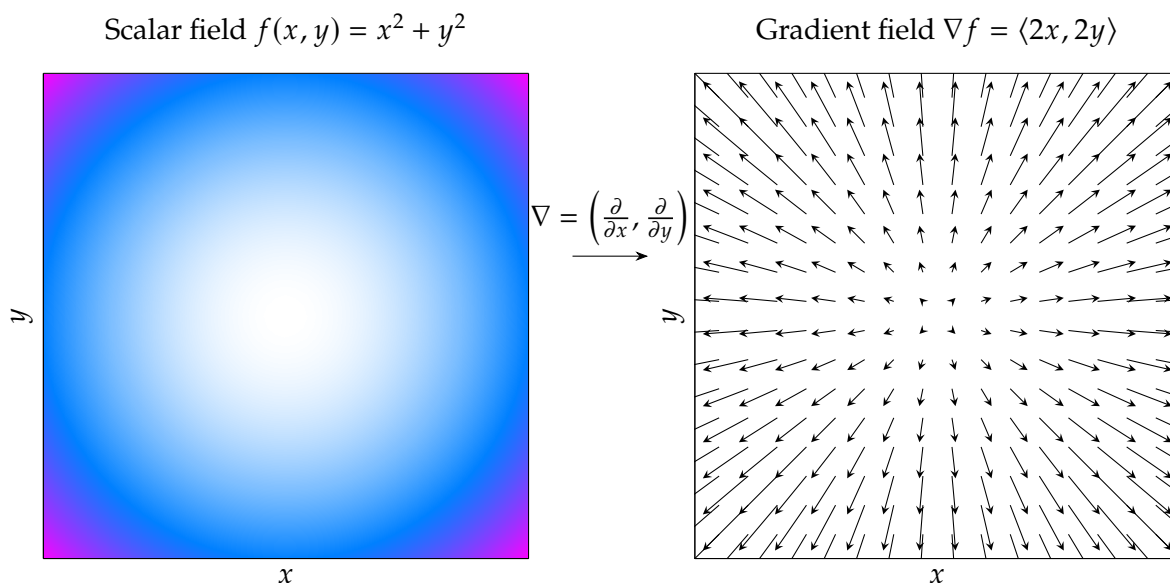 Scalar field f(x, y) = x² + y²
Gradient field ∇f = ⟨2x, 2y⟩
∇ = (∂/∂x, ∂/∂y)
y
x
y
x